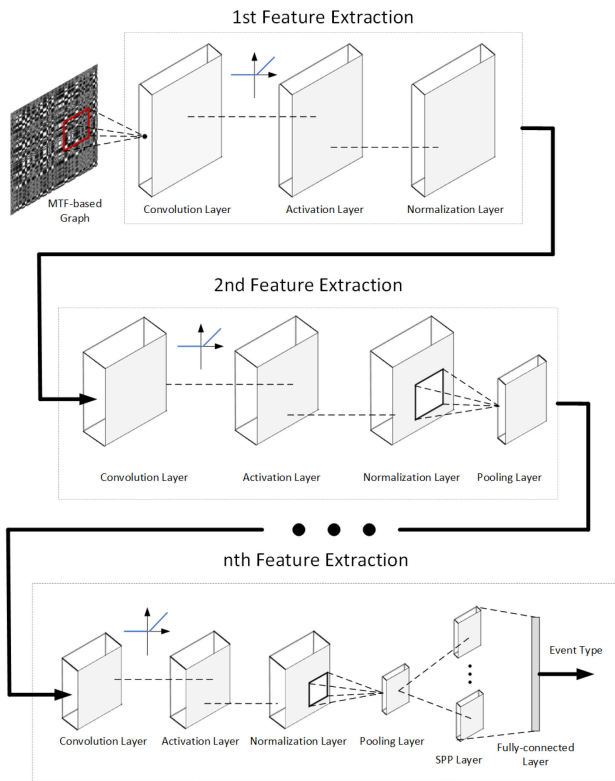 1st Feature Extraction
MTF-based
Graph
Convolution Layer
Activation Layer
Normalization Layer
2nd Feature Extraction
Convolution Layer
Activation Layer
Normalization Layer
Pooling Layer
nth Feature Extraction
Event Type
Convolution Layer
Activation Layer
Normalization Layer
Pooling Layer
SPP Layer
Fully-connected
Layer